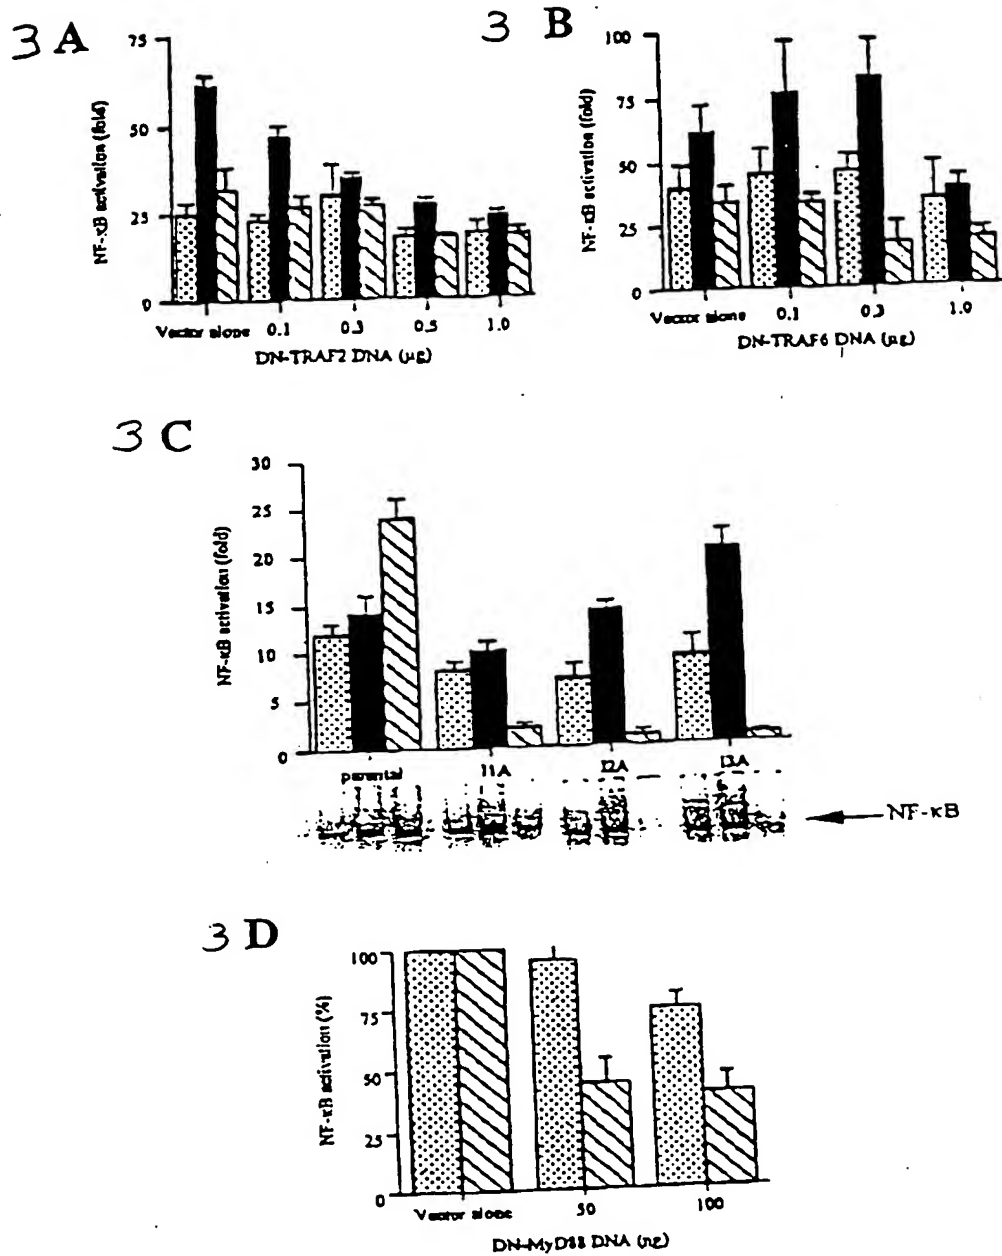 3 A
75
50
25
0
NF-κB activation (fold)
Vector alone 0.1 0.3 0.5 1.0
DN-TRAF2 DNA (μg)
3 B
100
75
50
25
0
NF-κB activation (fold)
Vector alone 0.1 0.3 1.0
DN-TRAF6 DNA (μg)
3 C
30
25
20
15
10
5
0
NF-κB activation (fold)
parental I1A I2A I3A
NF-κB
3 D
100
75
50
25
0
NF-κB activation (%)
Vector alone 50 100
DN-MyD88 DNA (ng)